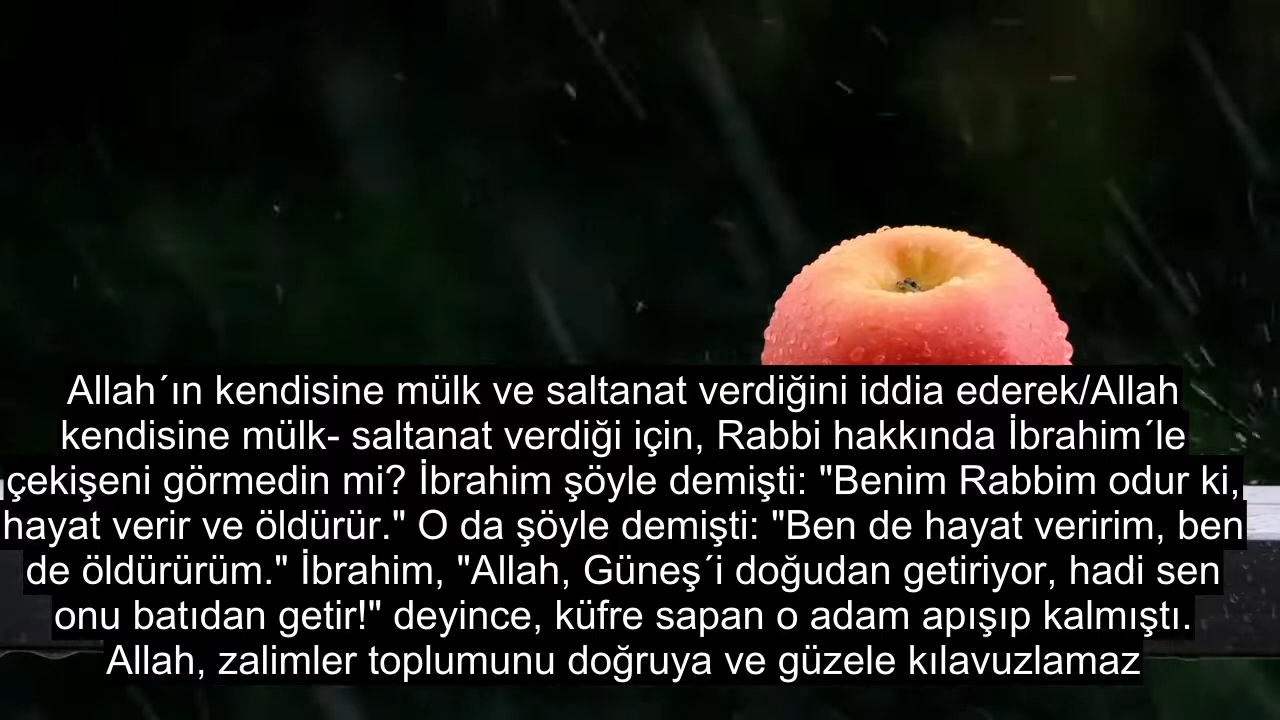 Allah´ın kendisine mülk ve saltanat verdiğini iddia ederek/Allah
kendisine mülk- saltanat verdiği için, Rabbi hakkında İbrahim´le
çekişeni görmedin mi? İbrahim şöyle demişti: "Benim Rabbim odur ki,
hayat verir ve öldürür." O da şöyle demişti: "Ben de hayat veririm, ben
de öldürürüm." İbrahim, "Allah, Güneş´i doğudan getiriyor, hadi sen
onu batıdan getir!" deyince, küfre sapan o adam apışıp kalmıştı.
Allah, zalimler toplumunu doğruya ve güzele kılavuzlamaz